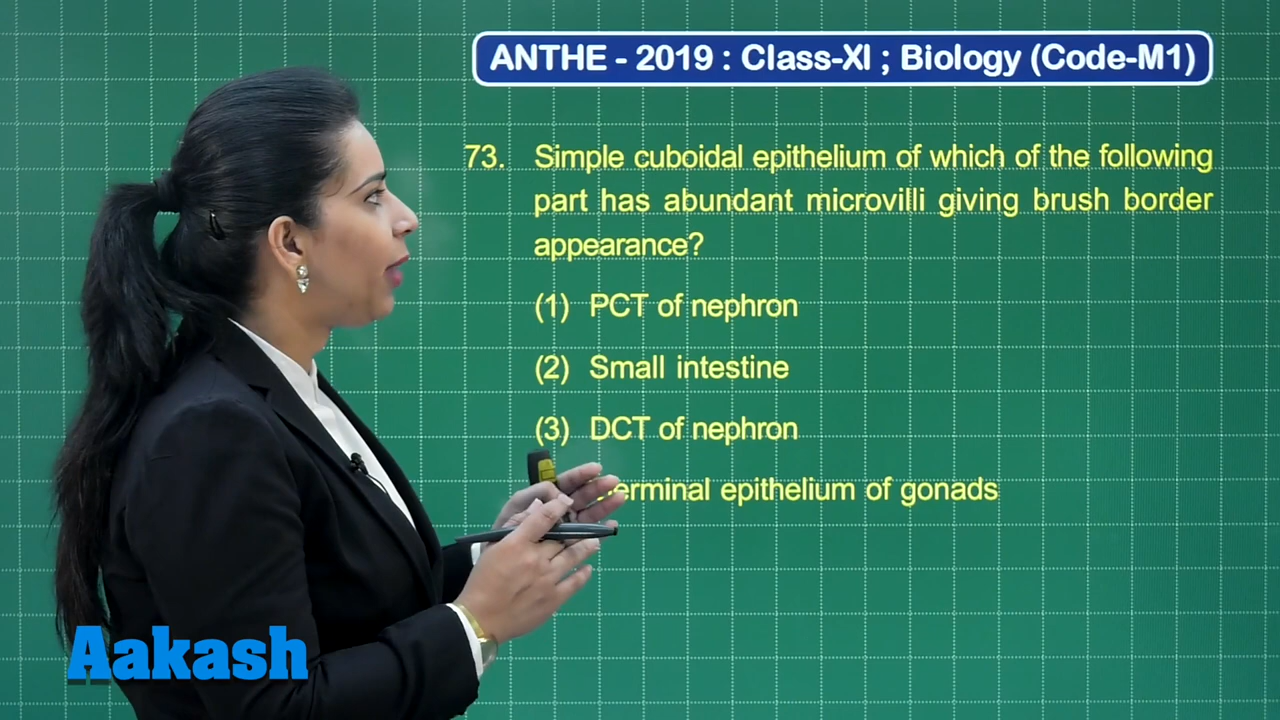 ANTHE - 2019 : Class-XI ; Biology (Code-M1)
73. Simple cuboidal epithelium of which of the following
part has abundant microvilli giving brush border
appearance?
(1) PCT of nephron
(2) Small intestine
(3) DCT of nephron
epithelium of gonads
Aakash